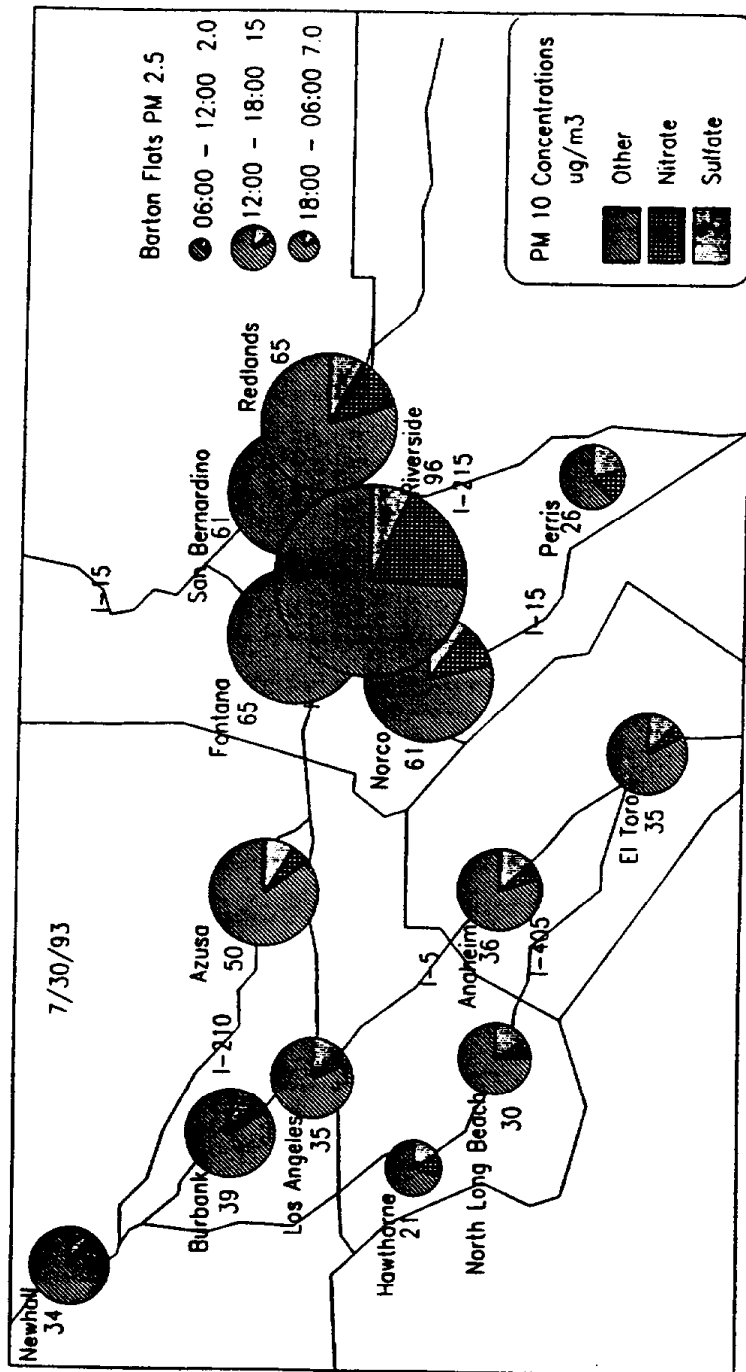 7/30/93
Barton Flats PM 2.5
06:00 - 12:00 2.0
12:00 - 18:00 15
18:00 - 06:00 7.0
Newhall
34
Burbank
39
I-210
Azusa
50
Los Angeles
35
Hawthorne
21
North Long Beach
30
I-5
Anaheim
36
I-405
El Toro
35
Fontana
65
I-15
San Bernardino
61
Redlands
65
Riverside
96
I-215
Norco
61
I-15
Perris
26
PM 10 Concentrations
ug/m3
Other
Nitrate
Sulfate